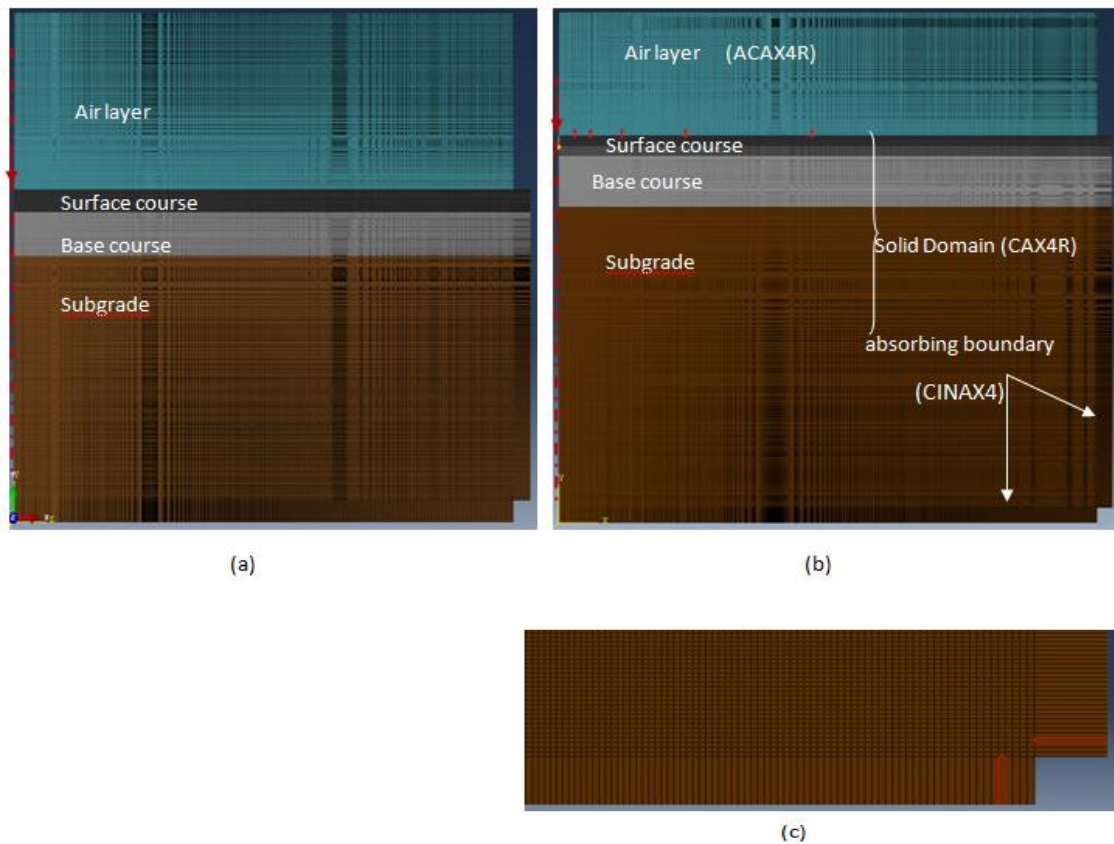 Air layer
Surface course
Base course
Subgrade
Y
X
(a)
Air layer (ACAX4R)
Surface course
Base course
Solid Domain (CAX4R)
Subgrade
absorbing boundary
(CINAX4)
Y
X
(b)
(c)